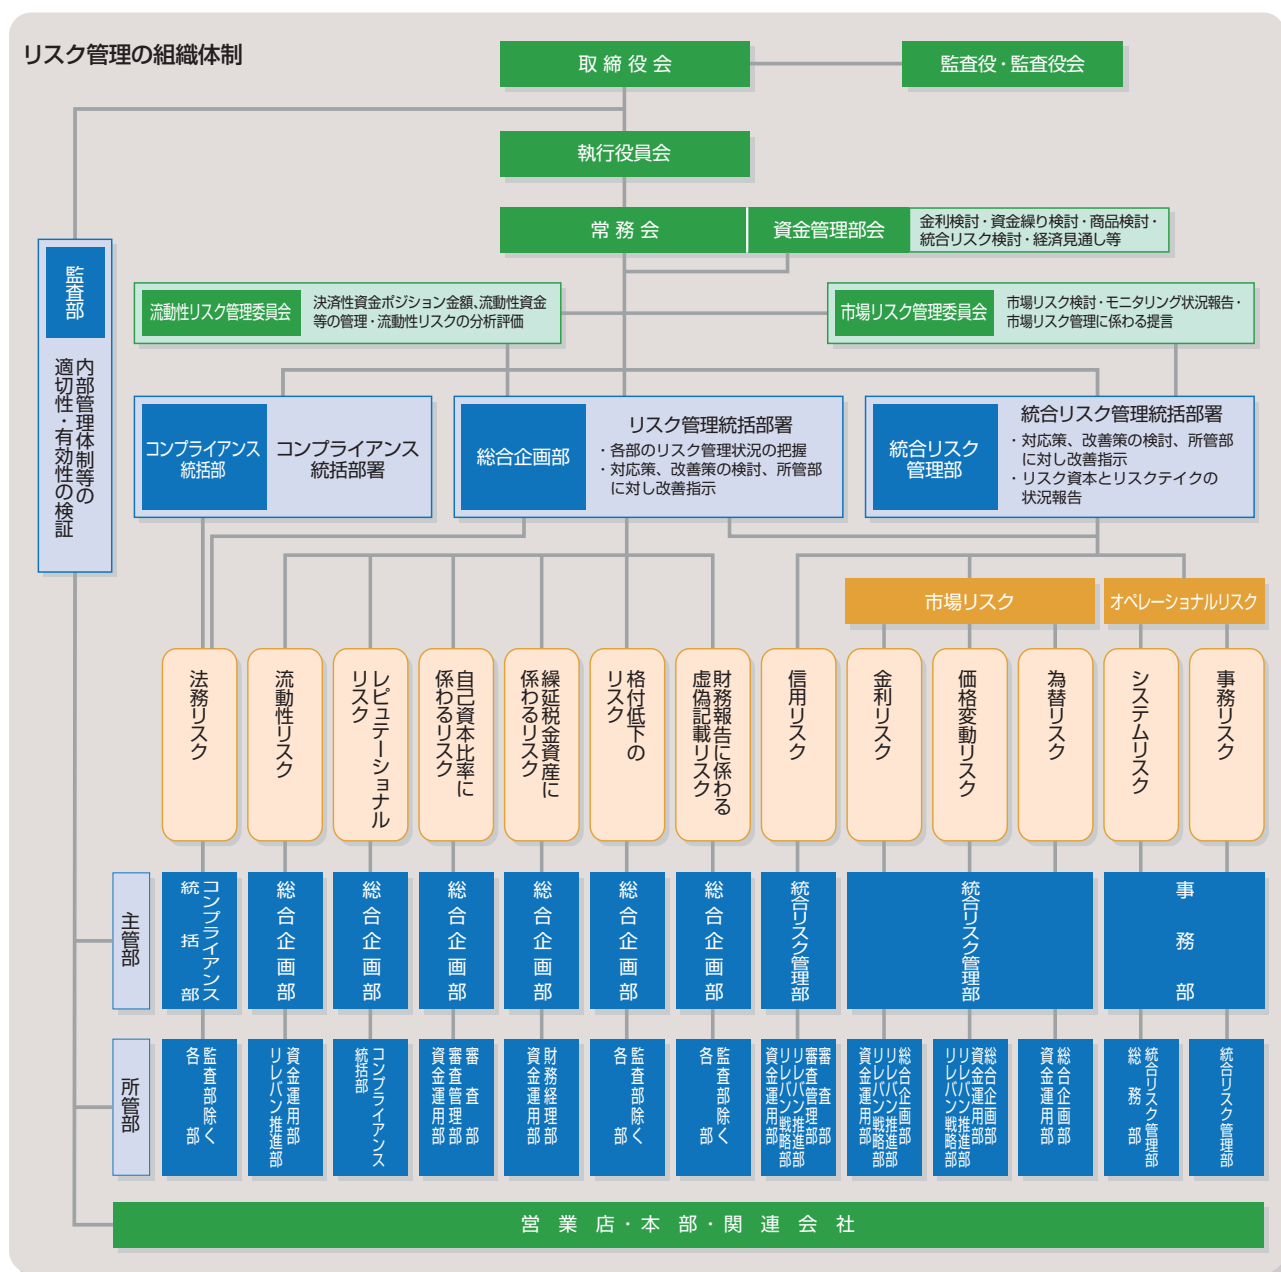 リスク管理の組織体制
取締役会
監査役・監査役会
執行役員会
常務会
資金管理部会
金利検討・資金繰り検討・商品検討・
統合リスク検討・経済見通し等
監査部
内部管理体制等の
適切性・有効性の検証
流動性リスク管理委員会
決済性資金ポジション金額、流動性資金
等の管理・流動性リスクの分析評価
市場リスク管理委員会
市場リスク検討・モニタリング状況報告・
市場リスク管理に係わる提言
コンプライアンス
統括部
コンプライアンス
統括部署
総合企画部
リスク管理統括部署
・各部のリスク管理状況の把握
・対応策、改善策の検討、所管部
に対し改善指示
統合リスク
管理部
統合リスク管理統括部署
・対応策、改善策の検討、所管部
に対し改善指示
・リスク資本とリスクテイクの
状況報告
市場リスク
オペレーショナルリスク
法務リスク
流動性リスク
レピュテーショナル
リスク
自己資本比率に
係わるリスク
繰延税金資産に
係わるリスク
格付低下の
リスク
財務報告に係わる
虚偽記載リスク
信用リスク
金利リスク
価格変動リスク
為替リスク
システムリスク
事務リスク
主管部
コンプライアンス
統括部
総合企画部
総合企画部
総合企画部
総合企画部
総合企画部
総合企画部
統合リスク管理部
統合リスク管理部
事務部
所管部
監査部除く
各部
資金運用部
リレバン推進部
コンプライアンス
統括部
審査部
審査管理部
資金運用部
財務経理部
資金運用部
監査部除く
各部
監査部除く
各部
審査部
審査管理部
リレバン推進部
リレバン戦略部
資金運用部
総合企画部
リレバン推進部
リレバン戦略部
資金運用部
総合企画部
資金運用部
リレバン推進部
リレバン戦略部
総合企画部
資金運用部
統合リスク管理部
総務部
統合リスク管理部
営業店・本部・関連会社